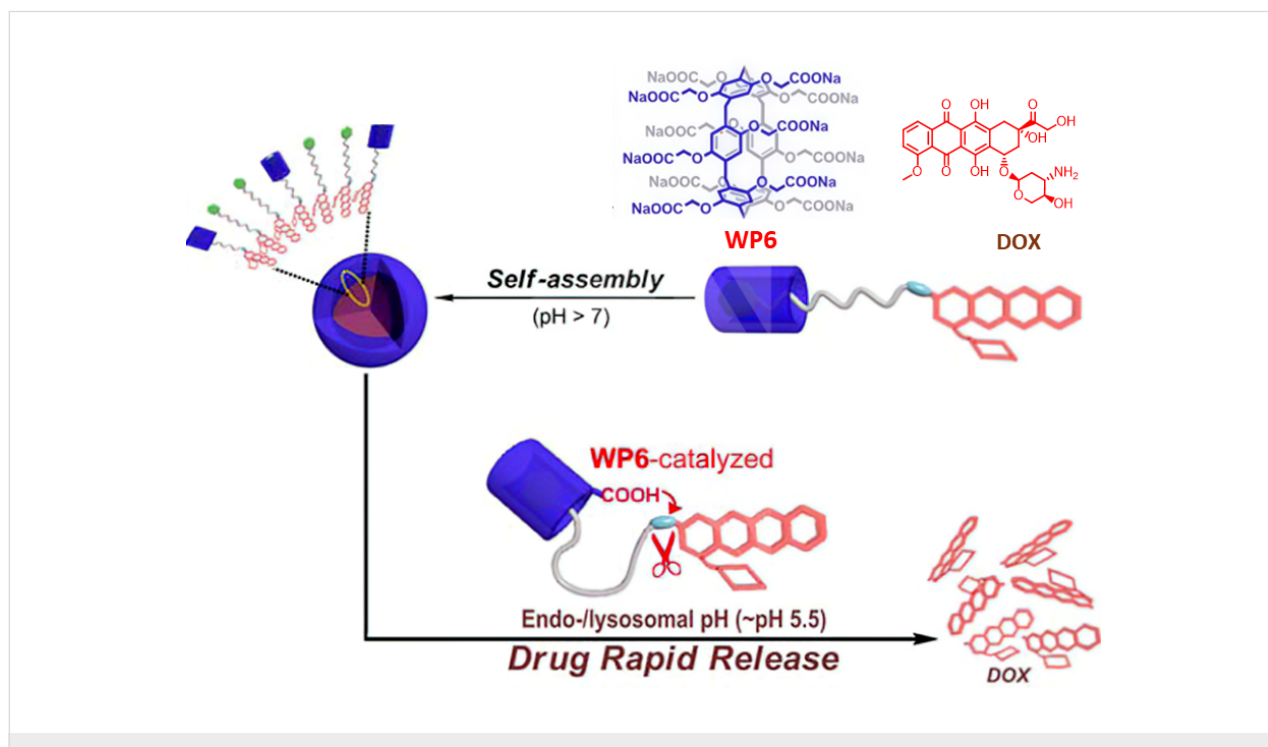 NaOOC O O COONa
NaOOC O O COONa
NaOOC O O COONa
NaOOC O O COONa
NaOOC O O COONa
NaOOC O O COONa
WP6
O OH O OH
OH
O O OH O
NH2
O
OH
DOX
Self-assembly
(pH > 7)
WP6-catalyzed
COOH
Endo-/lysosomal pH (~pH 5.5)
Drug Rapid Release
DOX